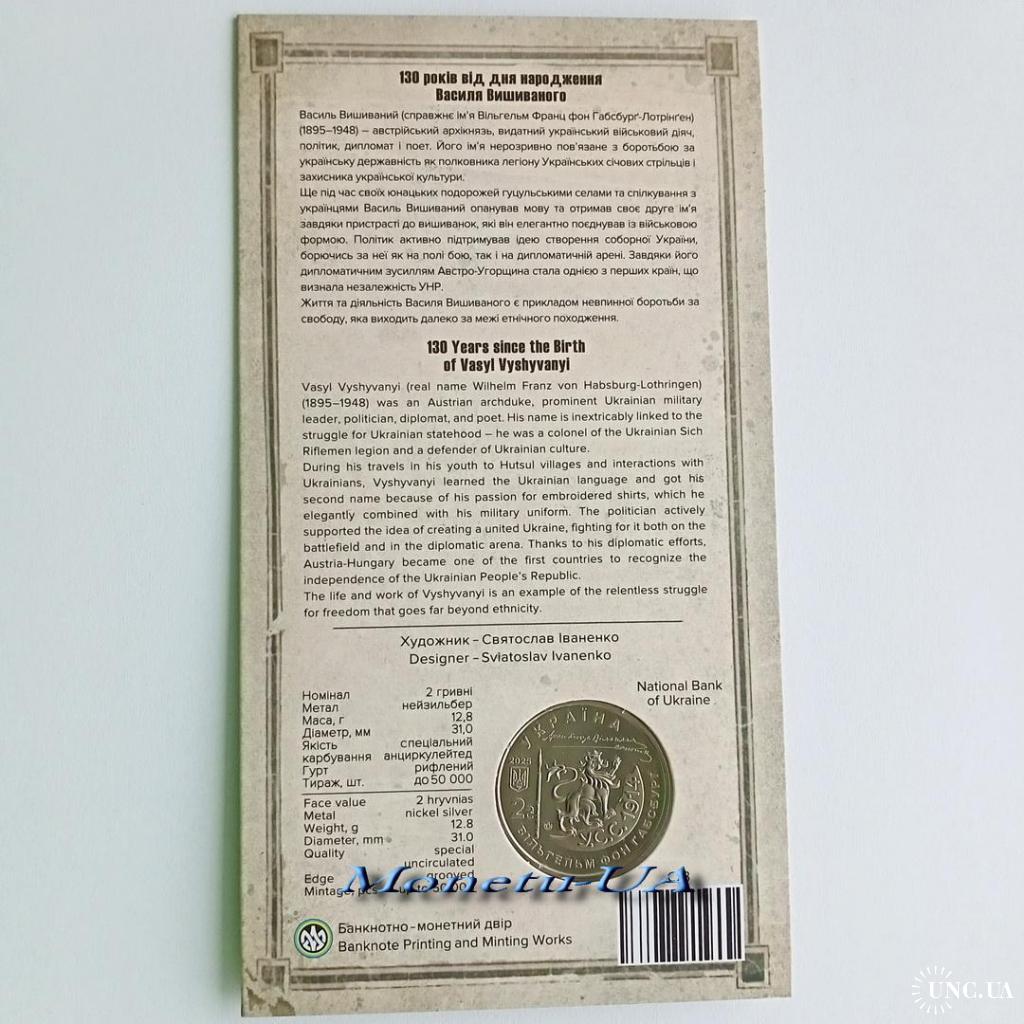 130 років від дня народження
Василя Вишиваного
Василь Вишиваний (справжнє ім'я Вільгельм Франц фон Габсбурґ-Лотрінґен)
(1895–1948) – австрійський архікнязь, видатний український військовий діяч,
політик, дипломат і поет. Його ім'я нерозривно пов'язане з боротьбою за
українську державність як полковника легіону Українських січових стрільців і
захисника української культури.
Ще під час своїх юнацьких подорожей гуцульськими селами та спілкування з
українцями Василь Вишиваний опанував мову та отримав своє друге ім'я
завдяки пристрасті до вишиванок, які він елегантно поєднував із військовою
формою. Політик активно підтримував ідею створення соборної України,
борючись за неї як на полі бою, так і на дипломатичній арені. Завдяки його
дипломатичним зусиллям Австро-Угорщина стала однією з перших країн, що
визнала незалежність УНР.
Життя та діяльність Василя Вишиваного є прикладом невпинної боротьби за
свободу, яка виходить далеко за межі етнічного походження.
130 Years since the Birth
of Vasyl Vyshyvanyi
Vasyl Vyshyvanyi (real name Wilhelm Franz von Habsburg-Lothringen)
(1895–1948) was an Austrian archduke, prominent Ukrainian military
leader, politician, diplomat, and poet. His name is inextricably linked to the
struggle for Ukrainian statehood – he was a colonel of the Ukrainian Sich
Riflemen legion and a defender of Ukrainian culture.
During his travels in his youth to Hutsul villages and interactions with
Ukrainians, Vyshyvanyi learned the Ukrainian language and got his
second name because of his passion for embroidered shirts, which he
elegantly combined with his military uniform. The politician actively
supported the idea of creating a united Ukraine, fighting for it both on the
battlefield and in the diplomatic arena. Thanks to his diplomatic efforts,
Austria-Hungary became one of the first countries to recognize the
independence of the Ukrainian People's Republic.
The life and work of Vyshyvanyi is an example of the relentless struggle
for freedom that goes far beyond ethnicity.
Художник – Святослав Іваненко
Designer – Sviatoslav Ivanenko
Номінал 2 гривні
Метал нейзильбер
Маса, г 12,8
Діаметр, мм 31,0
Якість спеціальний
карбування анциркулейтед
Гурт рифлений
Тираж, шт. до 50 000
Face value 2 hryvnias
Metal nickel silver
Weight, g 12.8
Diameter, mm 31.0
Quality special
uncirculated
Edge grooved
Mintage, pcs up to
National Bank
of Ukraine
УКРАЇНА
2025
2
У.С.С. 1914
ВІЛЬГЕЛЬМ ФОН ГАБСБУРГ
Monetu-UA
Банкнотно-монетний двір
Banknote Printing and Minting Works
UNC.UA